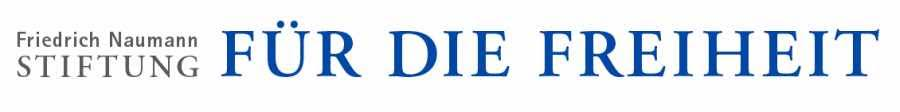 Friedrich Naumann
STIFTUNG FÜR DIE FREIHEIT